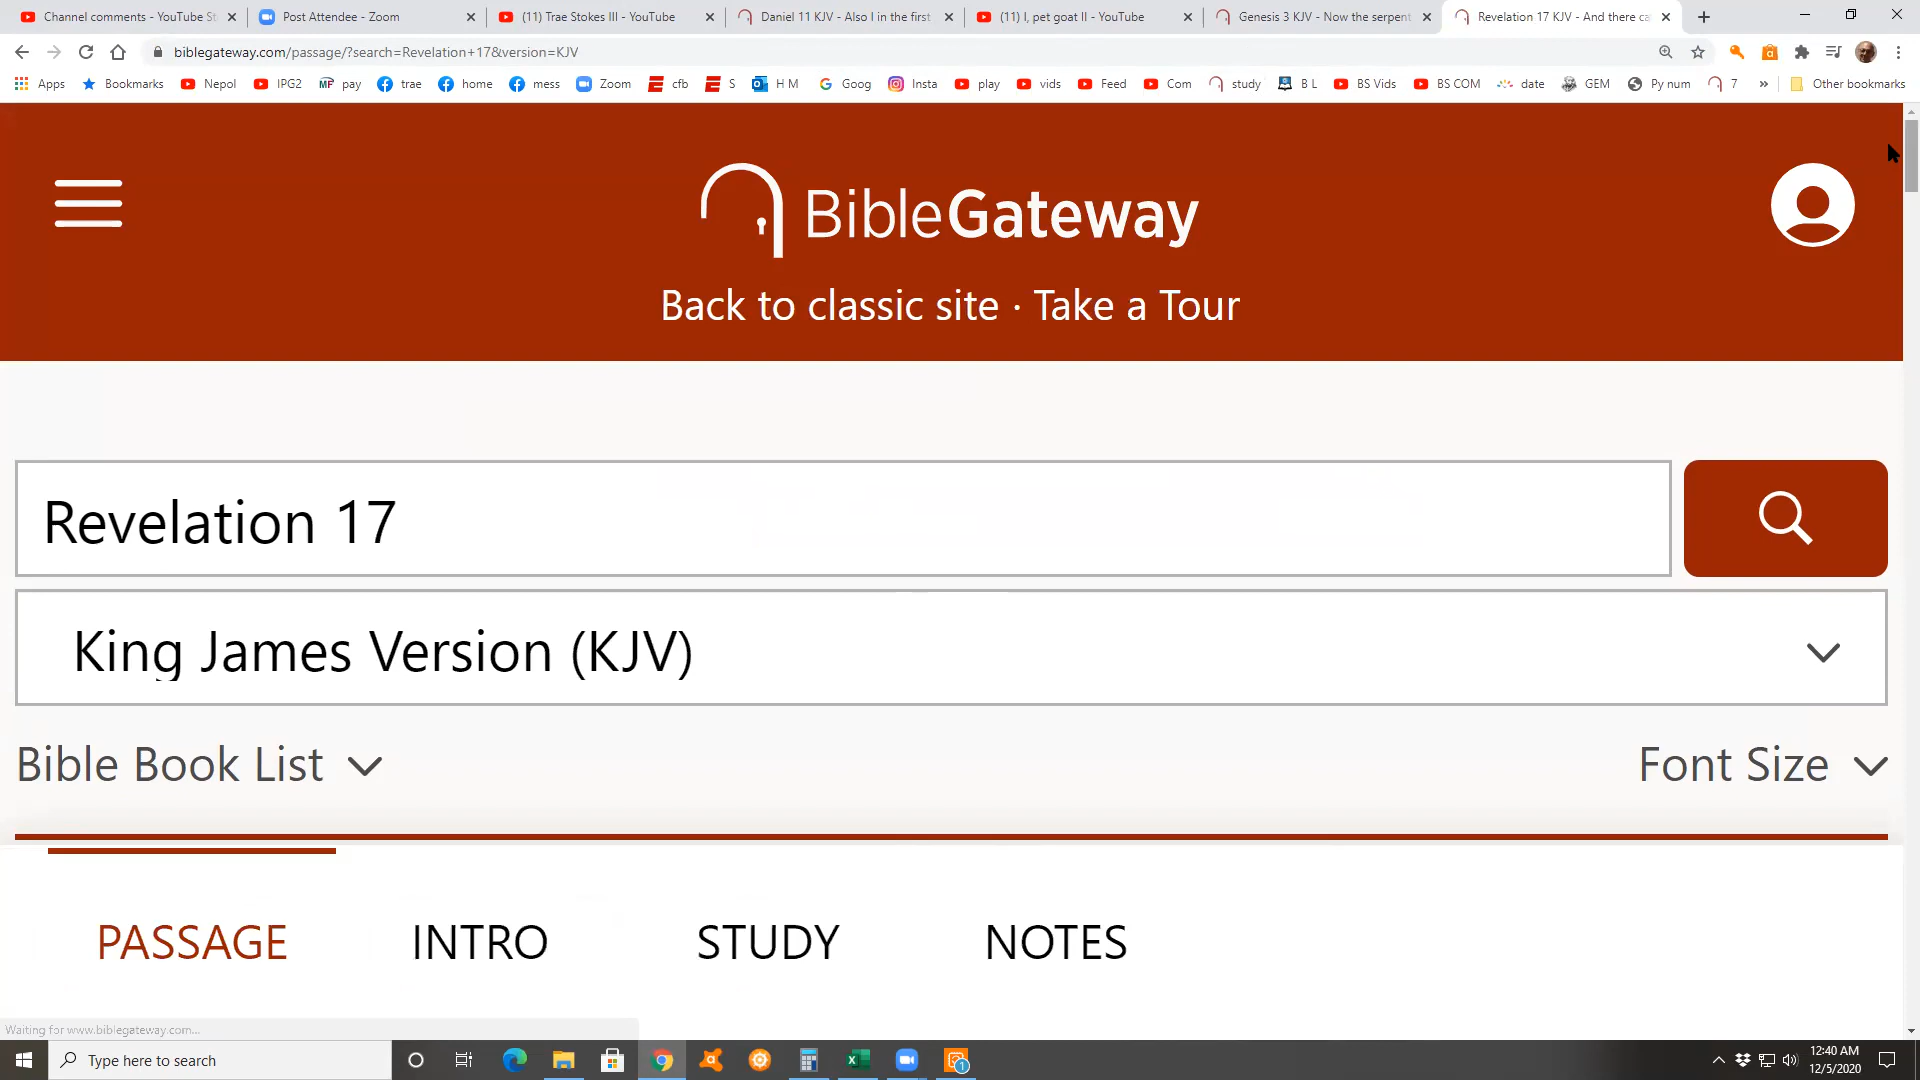 Channel comments - YouTube St
Post Attendee - Zoom
(11) Trae Stokes III - YouTube
Daniel 11 KJV - Also I in the first
(11) I, pet goat II - YouTube
Genesis 3 KJV - Now the serpent
Revelation 17 KJV - And there ca
biblegateway.com/passage/?search=Revelation+17&version=KJV
Apps Bookmarks Nepol IPG2 pay trae home mess Zoom cfb S H M Goog Insta play vids Feed Com study B L BS Vids BS COM date GEM Py num 7 » Other bookmarks
BibleGateway
Back to classic site · Take a Tour
Revelation 17
King James Version (KJV)
Bible Book List
Font Size
PASSAGE INTRO STUDY NOTES
Waiting for www.biblegateway.com...
Type here to search
12:40 AM
12/5/2020